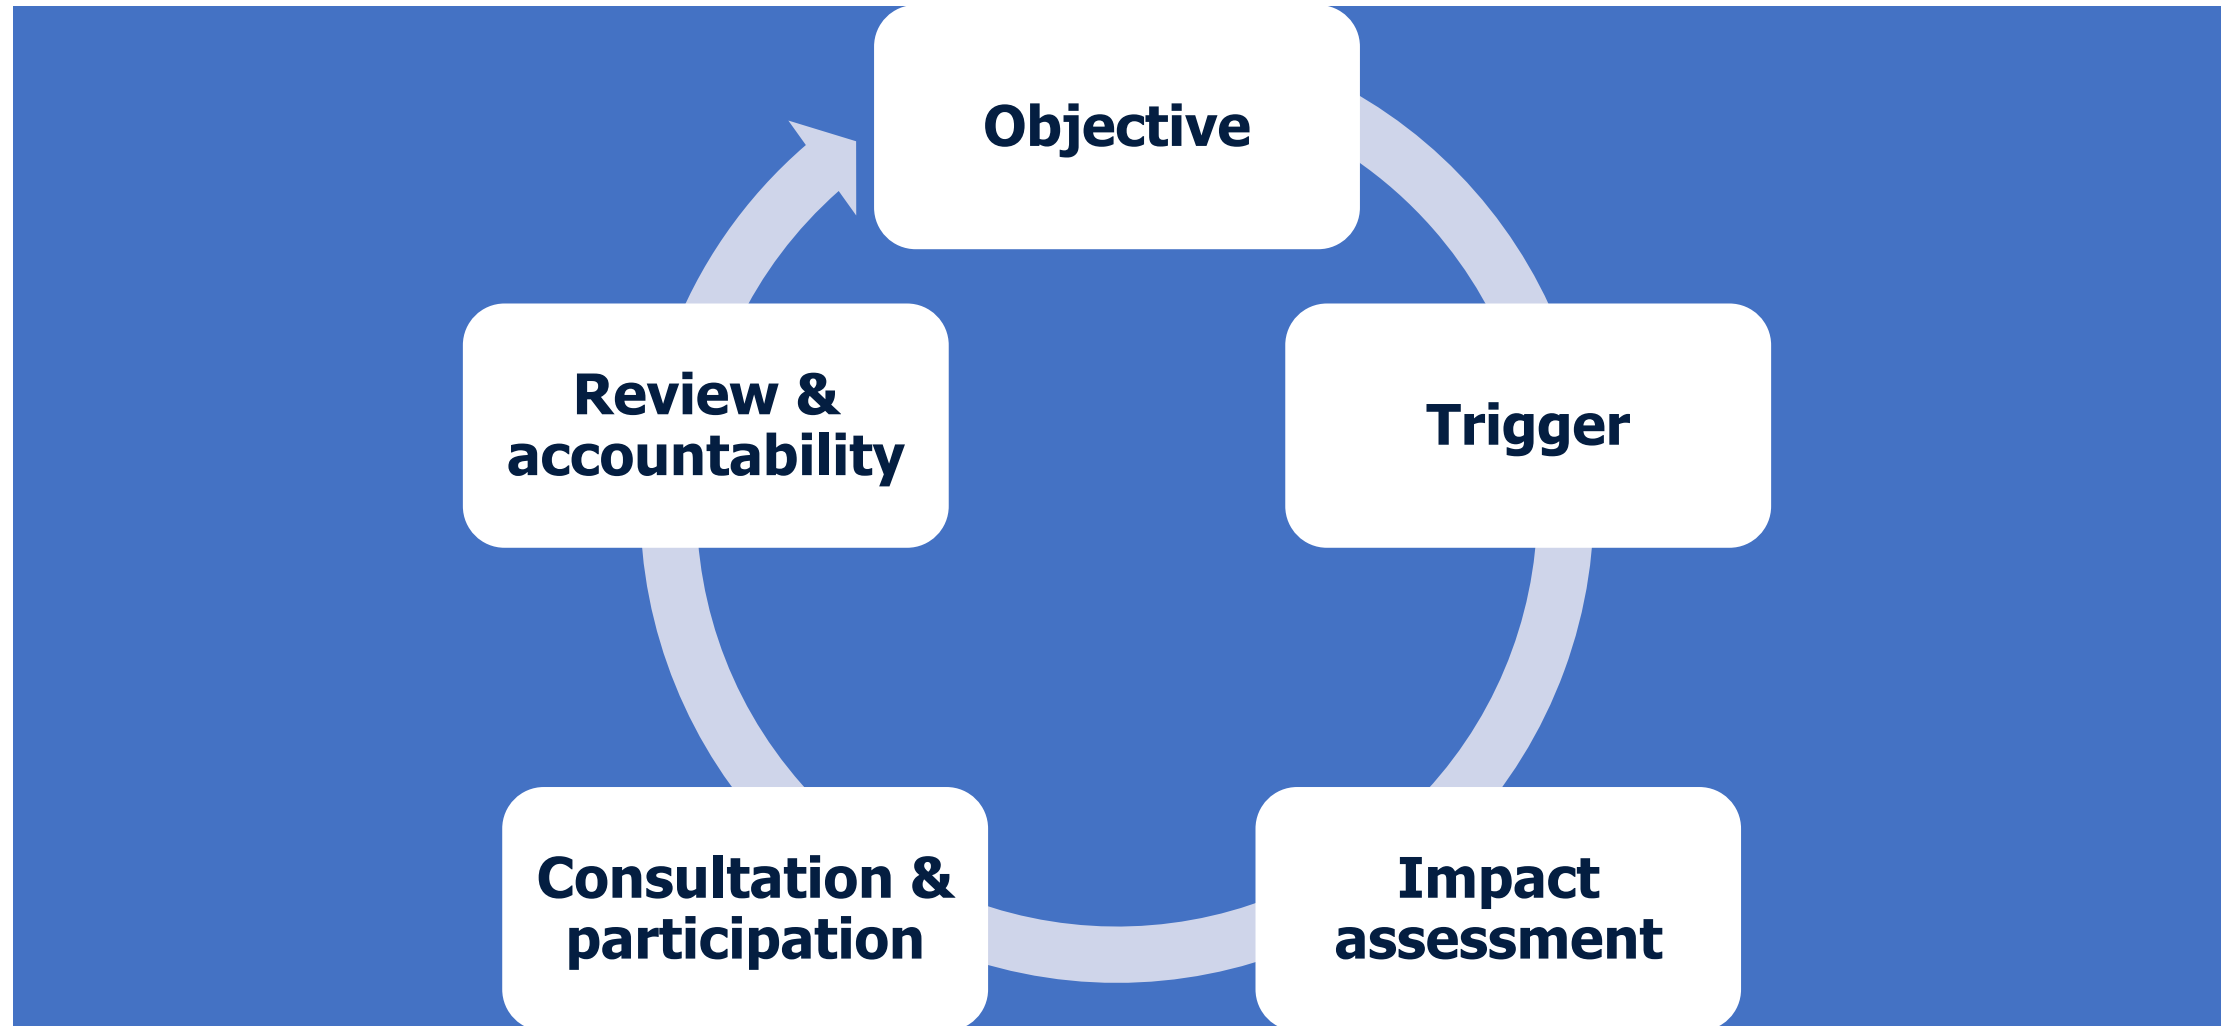 Objective
Trigger
Impact
assessment
Consultation &
participation
Review &
accountability